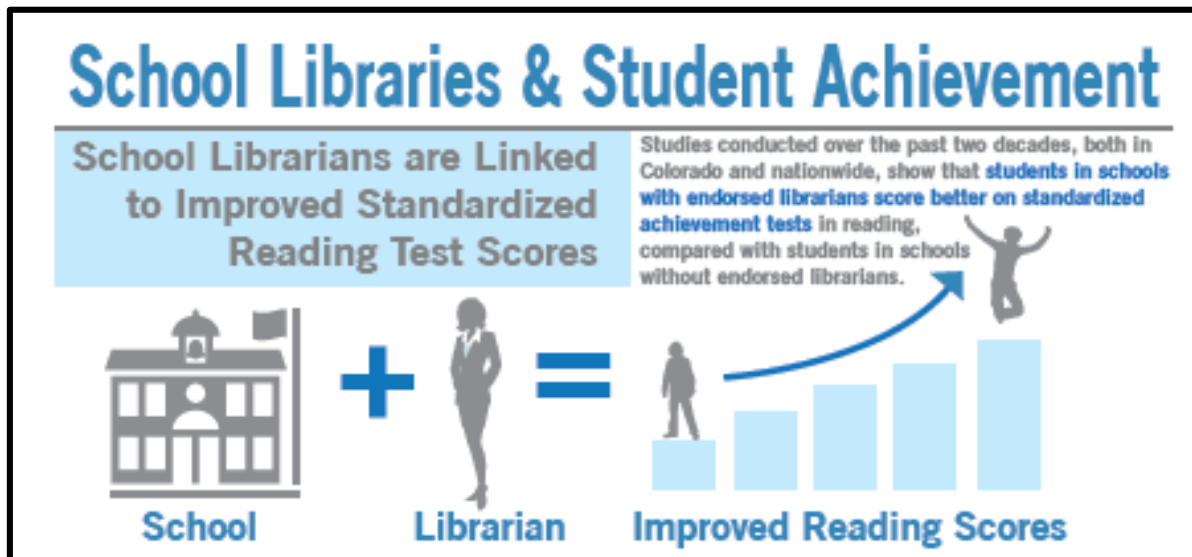 School Libraries & Student Achievement
School Librarians are Linked
to Improved Standardized
Reading Test Scores
Studies conducted over the past two decades, both in
Colorado and nationwide, show that students in schools
with endorsed librarians score better on standardized
achievement tests in reading,
compared with students in schools
without endorsed librarians.
School
Librarian
Improved Reading Scores